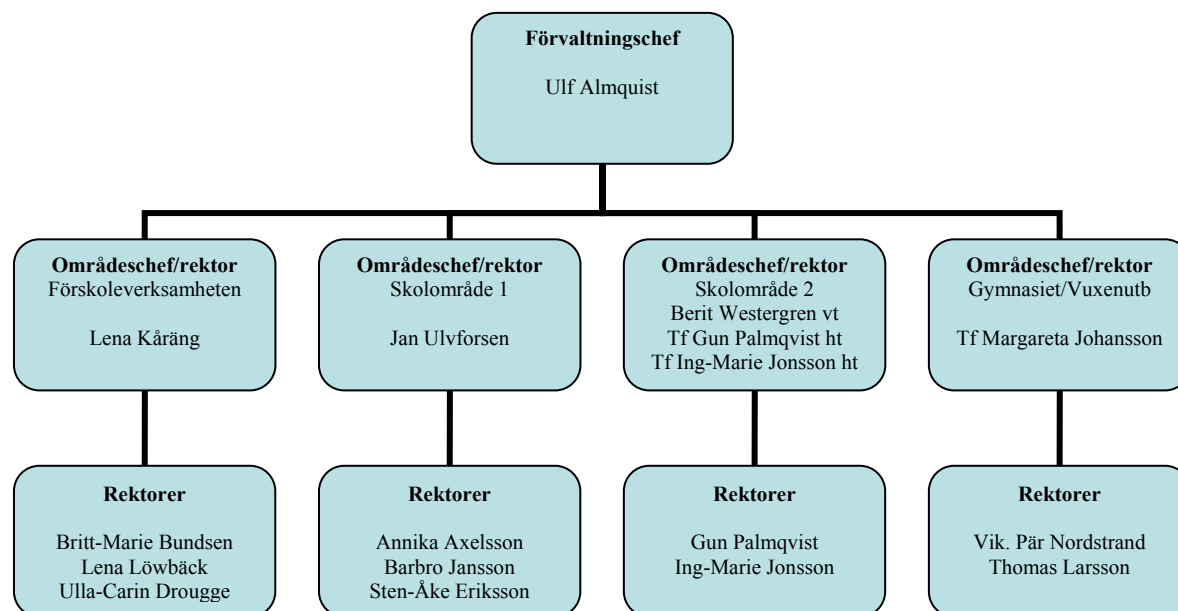 Förvaltningschef
Ulf Almquist
Områdeschef/rektor
Förskoleverksamheten
Lena Kåräng
Områdeschef/rektor
Skolområde 1
Jan Ulvforsen
Områdeschef/rektor
Skolområde 2
Berit Westergren vt
Tf Gun Palmqvist ht
Tf Ing-Marie Jonsson ht
Områdeschef/rektor
Gymnasiet/Vuxenutb
Tf Margareta Johansson
Rektorer
Britt-Marie Bundsen
Lena Löwbäck
Ulla-Carin Drougge
Rektorer
Annika Axelsson
Barbro Jansson
Sten-Åke Eriksson
Rektorer
Gun Palmqvist
Ing-Marie Jonsson
Rektorer
Vik. Pär Nordstrand
Thomas Larsson